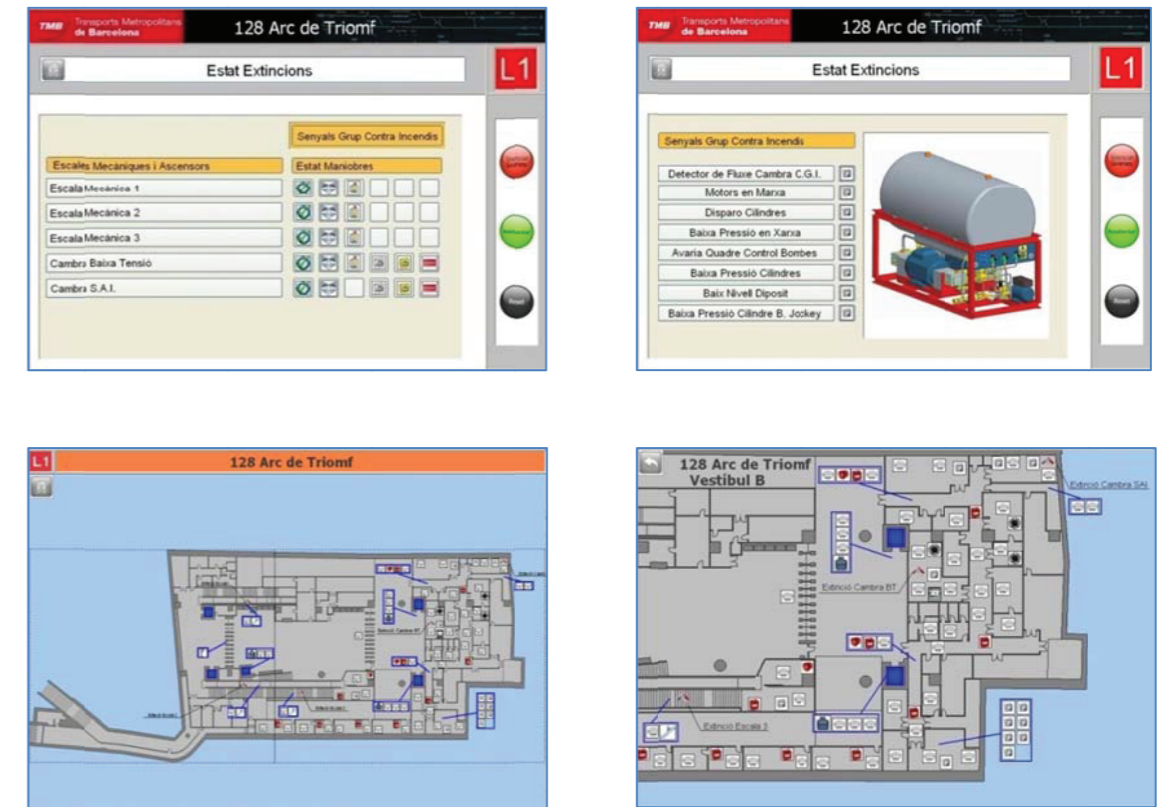 TMB Transports Metropolitans
de Barcelona
128 Arc de Triomf
Estat Extincions
L1
Senyals Grup Contra Incendis
Escales Mecàniques i Ascensors
Estat Maniobres
Escala Mecànica 1
Escala Mecànica 2
Escala Mecànica 3
Cambra Baixa Tensió
Cambra S.A.I.
Reset
TMB Transports Metropolitans
de Barcelona
128 Arc de Triomf
Estat Extincions
L1
Senyals Grup Contra Incendis
Detector de Fluxe Cambra C.G.I.
Motors en Marxa
Disparo Cilindres
Baixa Pressió en Xarxa
Avaria Quadre Control Bombes
Baixa Pressió Cilindres
Baix Nivell Diposit
Baixa Pressió Cilindre B. Jockey
Reset
L1
128 Arc de Triomf
128 Arc de Triomf
Vestibul B
Extinció Cambra SAI
Extinció Cambra BT
Extinció Escala 3